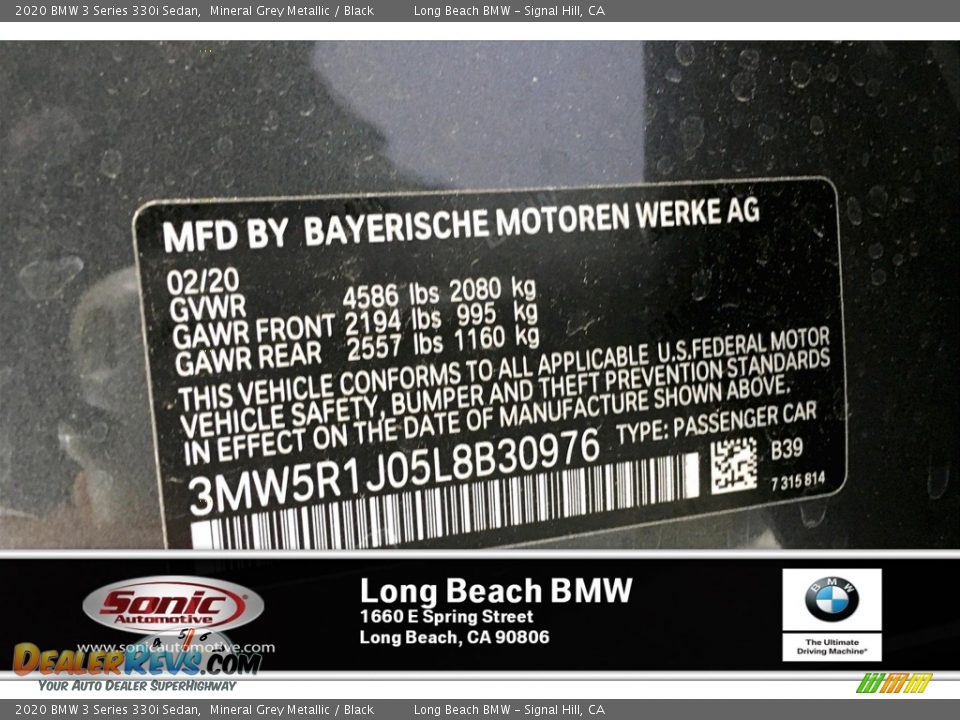 2020 BMW 3 Series 330i Sedan, Mineral Grey Metallic / Black Long Beach BMW - Signal Hill, CA
MFD BY BAYERISCHE MOTOREN WERKE AG
02/20
GVWR 4586 lbs 2080 kg
GAWR FRONT 2194 lbs 995 kg
GAWR REAR 2557 lbs 1160 kg
THIS VEHICLE CONFORMS TO ALL APPLICABLE U.S.FEDERAL MOTOR
VEHICLE SAFETY, BUMPER AND THEFT PREVENTION STANDARDS
IN EFFECT ON THE DATE OF MANUFACTURE SHOWN ABOVE.
3MW5R1J05L8B30976 TYPE: PASSENGER CAR
B39
7 315 814
Sonic
Automotive
www.sonicautomotive.com
Long Beach BMW
1660 E Spring Street
Long Beach, CA 90806
BMW
The Ultimate
Driving Machine®
4 5 6
DealerRevs.com
Your Auto Dealer SuperHighway
2020 BMW 3 Series 330i Sedan, Mineral Grey Metallic / Black Long Beach BMW - Signal Hill, CA